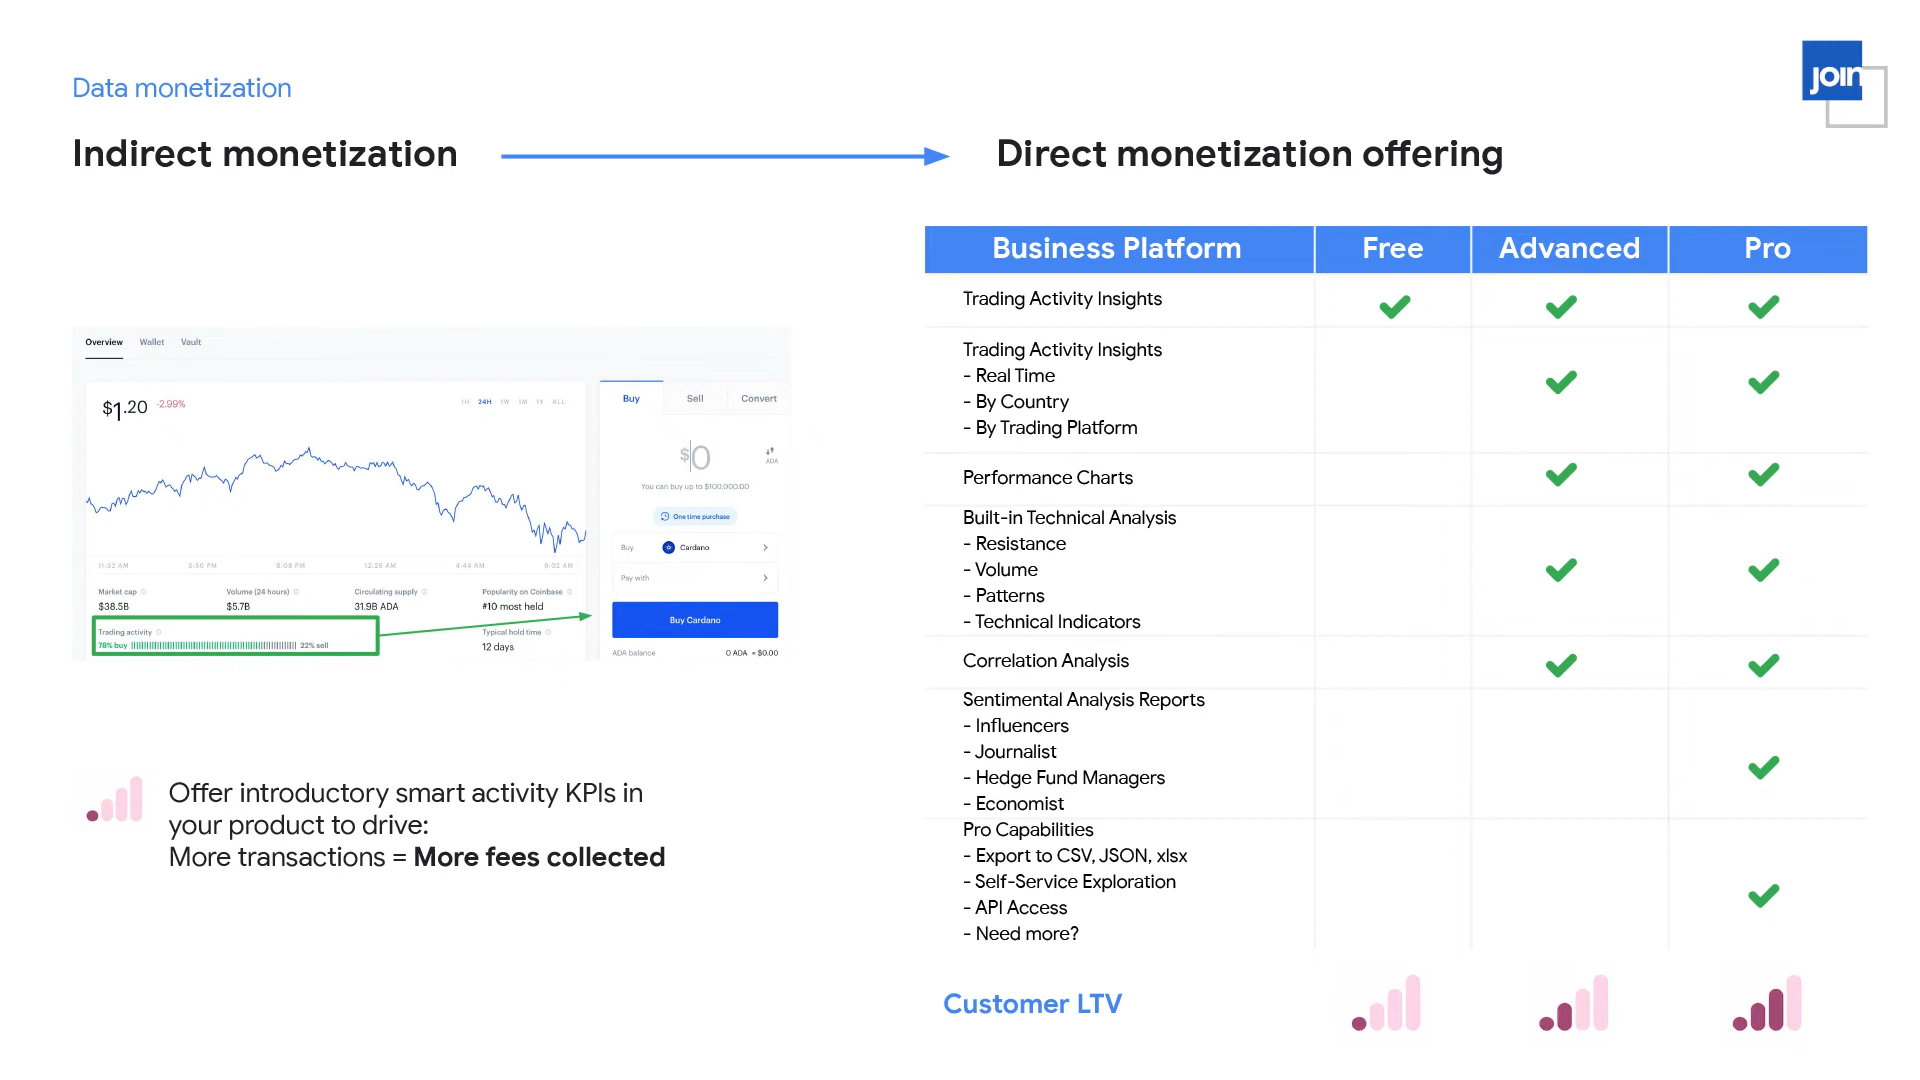 join
Data monetization
Indirect monetization
Direct monetization offering
Overview Wallet Vault
$1.20 -2.99%
1H 24H 1W 1M 1Y ALL
11:32 AM 3:50 PM 8:08 PM 12:26 AM 4:44 AM 9:02 AM
Market cap Volume (24 hours) Circulating supply Popularity on Coinbase
$38.5B $5.7B 31.9B ADA #10 most held
Trading activity Typical hold time
78% buy 22% sell 12 days
Buy Sell Convert
$0
ADA
You can buy up to $100,000.00
One time purchase
Buy Cardano
Pay with
Buy Cardano
ADA balance 0 ADA ≈ $0.00
Offer introductory smart activity KPIs in
your product to drive:
More transactions = More fees collected
Business Platform Free Advanced Pro
Trading Activity Insights
Trading Activity Insights
- Real Time
- By Country
- By Trading Platform
Performance Charts
Built-in Technical Analysis
- Resistance
- Volume
- Patterns
- Technical Indicators
Correlation Analysis
Sentimental Analysis Reports
- Influencers
- Journalist
- Hedge Fund Managers
- Economist
Pro Capabilities
- Export to CSV, JSON, xlsx
- Self-Service Exploration
- API Access
- Need more?
Customer LTV